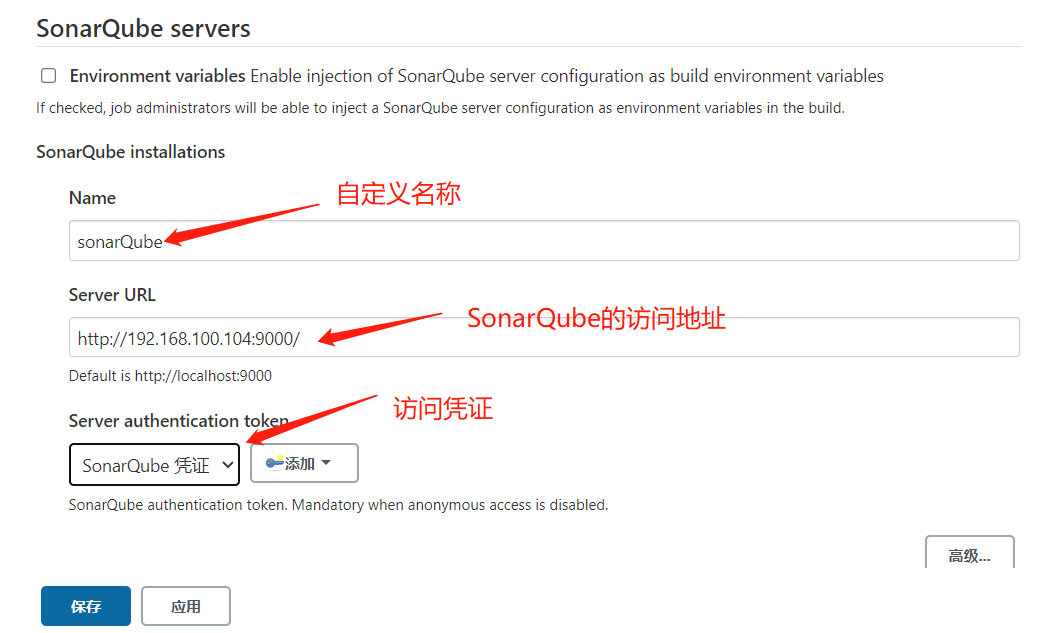 SonarQube servers
Environment variables Enable injection of SonarQube server configuration as build environment variables
If checked, job administrators will be able to inject a SonarQube server configuration as environment variables in the build.
SonarQube installations
Name
自定义名称
sonarQube
Server URL
SonarQube的访问地址
http://192.168.100.104:9000/
Default is http://localhost:9000
访问凭证
Server authentication token
SonarQube 凭证
添加
SonarQube authentication token. Mandatory when anonymous access is disabled.
高级...
保存
应用